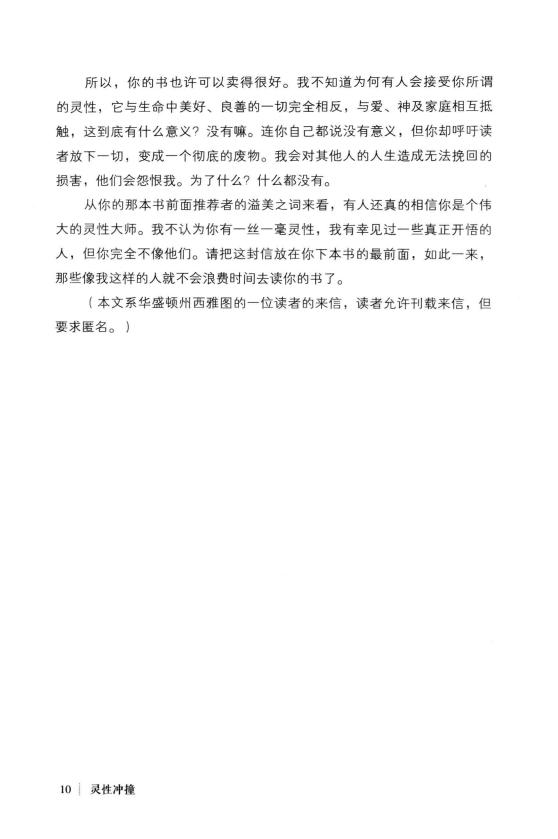 所以，你的书也许可以卖得很好。我不知道为何有人会接受你所谓
的灵性，它与生命中美好、良善的一切完全相反，与爱、神及家庭相互抵
触，这到底有什么意义？没有嘛。连你自己都说没有意义，但你却呼吁读
者放下一切，变成一个彻底的废物。我会对其他人的人生造成无法挽回的
损害，他们会怨恨我。为了什么？什么都没有。
从你的那本书前面推荐者的溢美之词来看，有人还真的相信你是个伟
大的灵性大师。我不认为你有一丝一毫灵性，我有幸见过一些真正开悟的
人，但你完全不像他们。请把这封信放在你下本书的最前面，如此一来，
那些像我这样的人就不会浪费时间去读你的书了。
（本文系华盛顿州西雅图的一位读者的来信，读者允许刊载来信，但
要求匿名。）
10 | 灵性冲撞